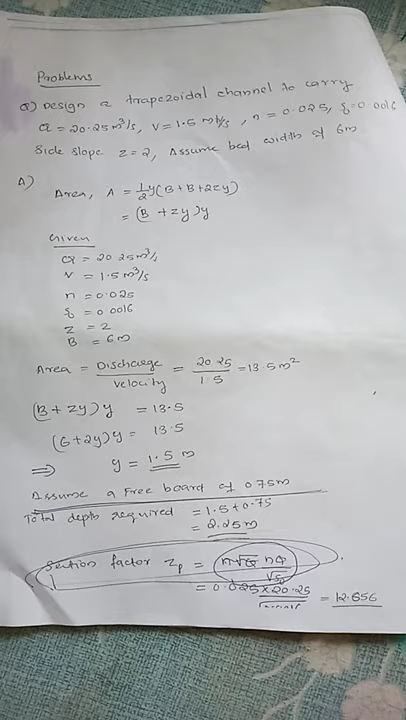 Problems
Q) Design a trapezoidal channel to carry
Q = 20.25 m³/s, V = 1.5 m/s, n = 0.025, S = 0.0016
Side slope z = 2, Assume bed width of 6m
A)
Area, A = 1/2 y (B + B + 2zy)
= (B + zy) y
Given
Q = 20 25 m³/s
V = 1.5 m³/s
n = 0.025
S = 0 0016
z = 2
B = 6m
Area = Discharge / velocity = 20 25 / 1 5 = 13.5 m²
(B + zy) y = 13.5
(6 + 2y) y = 13.5
⇒ y = 1.5 m
Assume a Free board of 0 75m
Total depth required = 1.5 + 0.75
= 2.25 m
Section factor Zp = nQ / √S0
= 0.025 × 20.25 / = 12.656